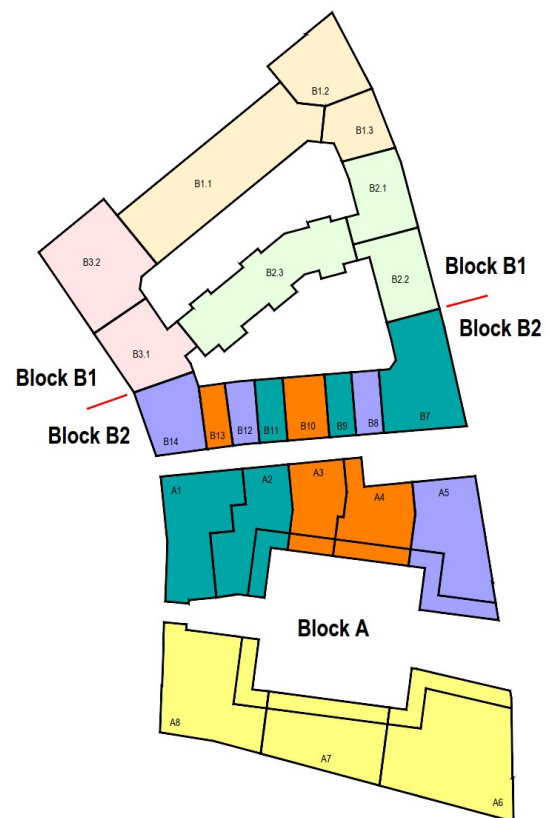 B1.2
B1.3
B1.1
B2.1
B3.2
B2.3
B2.2
Block B1
Block B2
B3.1
Block B1
Block B2
B14
B13
B12
B11
B10
B9
B8
B7
A1
A2
A3
A4
A5
Block A
A8
A7
A6